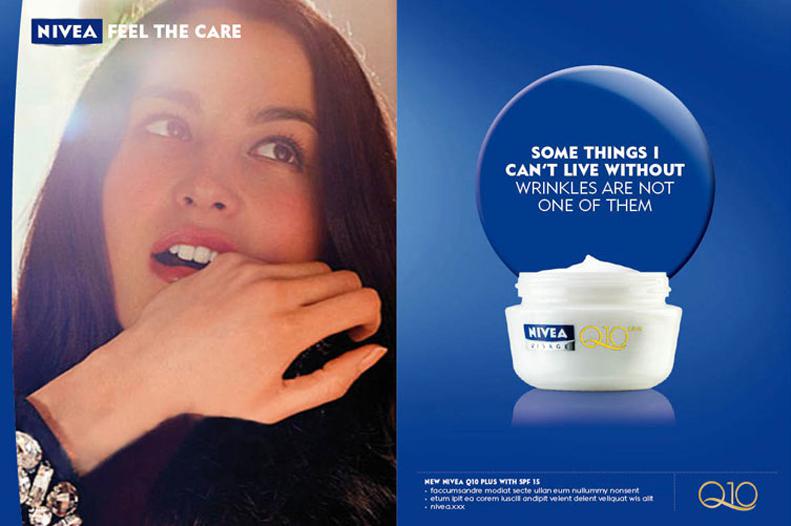 NIVEA FEEL THE CARE
SOME THINGS I
CAN'T LIVE WITHOUT
WRINKLES ARE NOT
ONE OF THEM
NIVEA Q10 PLUS
VISAGE
NEW NIVEA Q10 PLUS WITH SPF 15
• faccumsandre modiat secte ullan eum nullummy nonsent
• etum ipit ea corem luscili andipit velent delent veliquat wis alit
• nivea.xxx
Q10